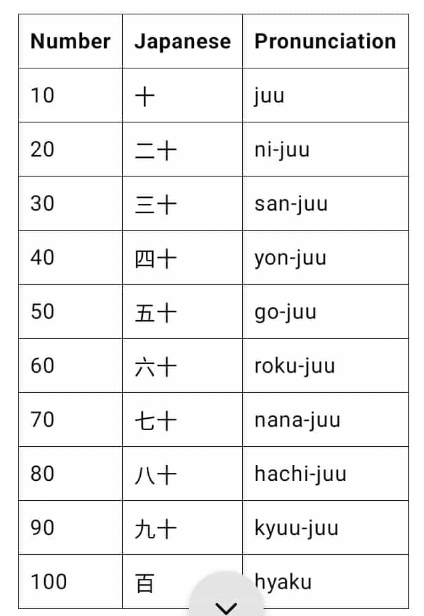 Number Japanese Pronunciation
10 十 juu
20 二十 ni-juu
30 三十 san-juu
40 四十 yon-juu
50 五十 go-juu
60 六十 roku-juu
70 七十 nana-juu
80 八十 hachi-juu
90 九十 kyuu-juu
100 百 hyaku